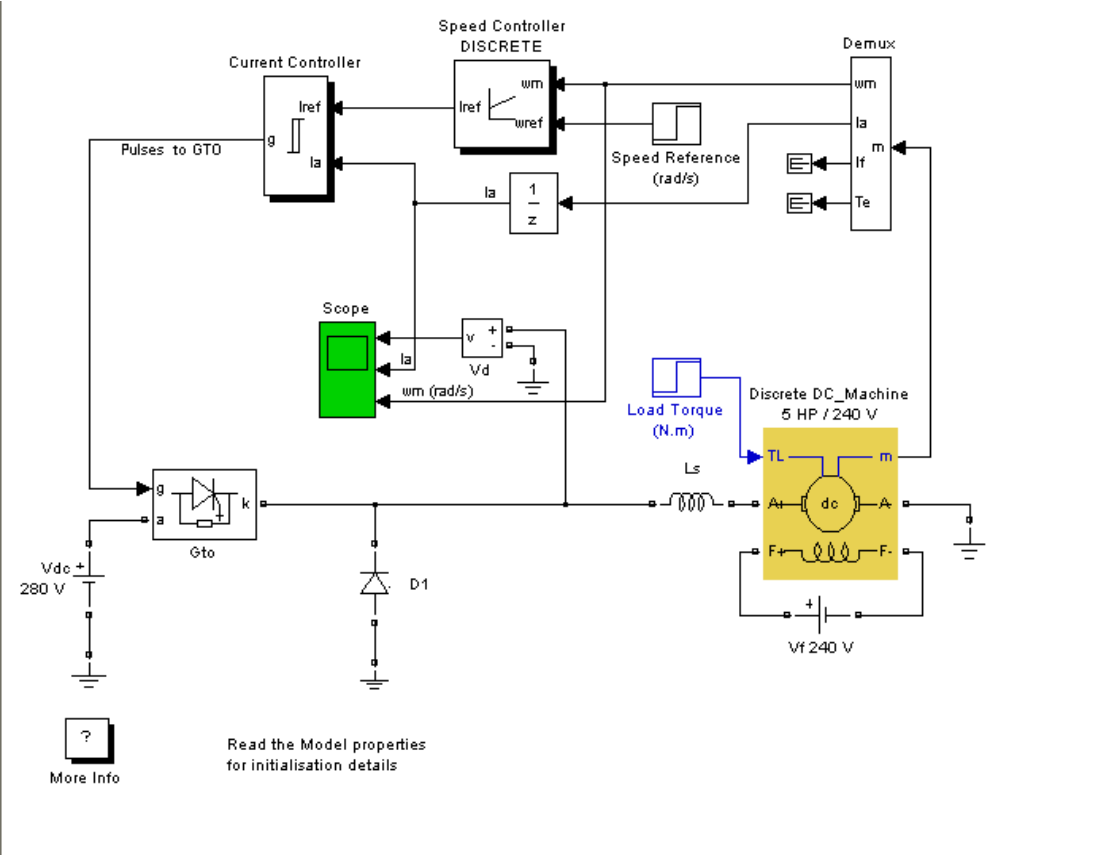 Speed Controller
DISCRETE
Demux
Current Controller
wm
wm
Iref
Iref
wref
Ia
g
Pulses to GTO
Speed Reference
(rad/s)
m
If
Ia
Ia
1
z
Te
Scope
v
+
-
Ia
Vd
wm (rad/s)
Load Torque
(N.m)
Discrete DC_Machine
5 HP / 240 V
TL
m
Ls
g
k
a
A+
dc
A-
Gto
F+
F-
Vdc
+
280 V
D1
+
Vf 240 V
?
More Info
Read the Model properties
for initialisation details